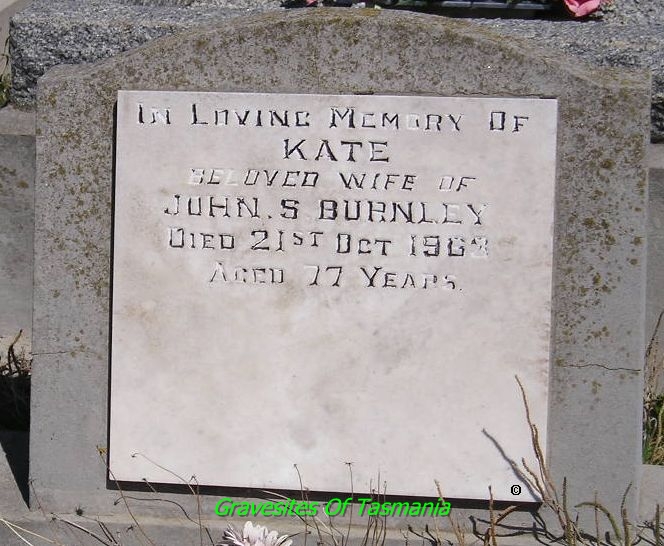 In Loving Memory Of
KATE
BELOVED WIFE OF
JOHN. S BURNLEY
Died 21st Oct 1963
Aged 77 Years.
©
Gravesites Of Tasmania